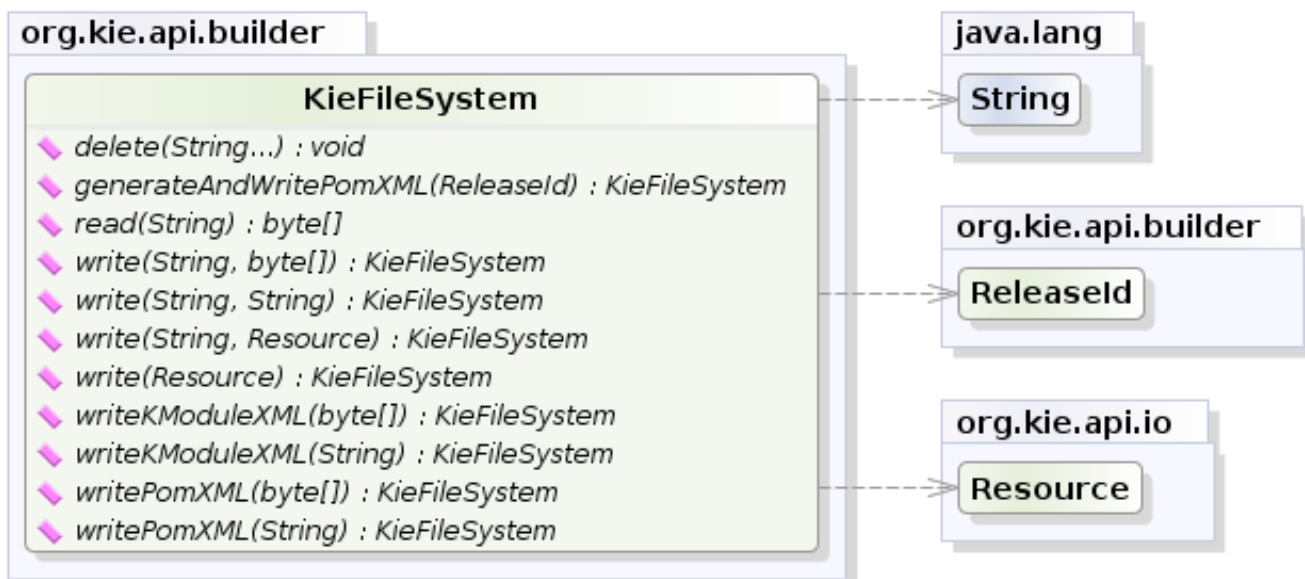 org.kie.api.builder
KieFileSystem
delete(String...) : void
generateAndWritePomXML(ReleaseId) : KieFileSystem
read(String) : byte[]
write(String, byte[]) : KieFileSystem
write(String, String) : KieFileSystem
write(String, Resource) : KieFileSystem
write(Resource) : KieFileSystem
writeKModuleXML(byte[]) : KieFileSystem
writeKModuleXML(String) : KieFileSystem
writePomXML(byte[]) : KieFileSystem
writePomXML(String) : KieFileSystem
java.lang
String
org.kie.api.builder
ReleaseId
org.kie.api.io
Resource